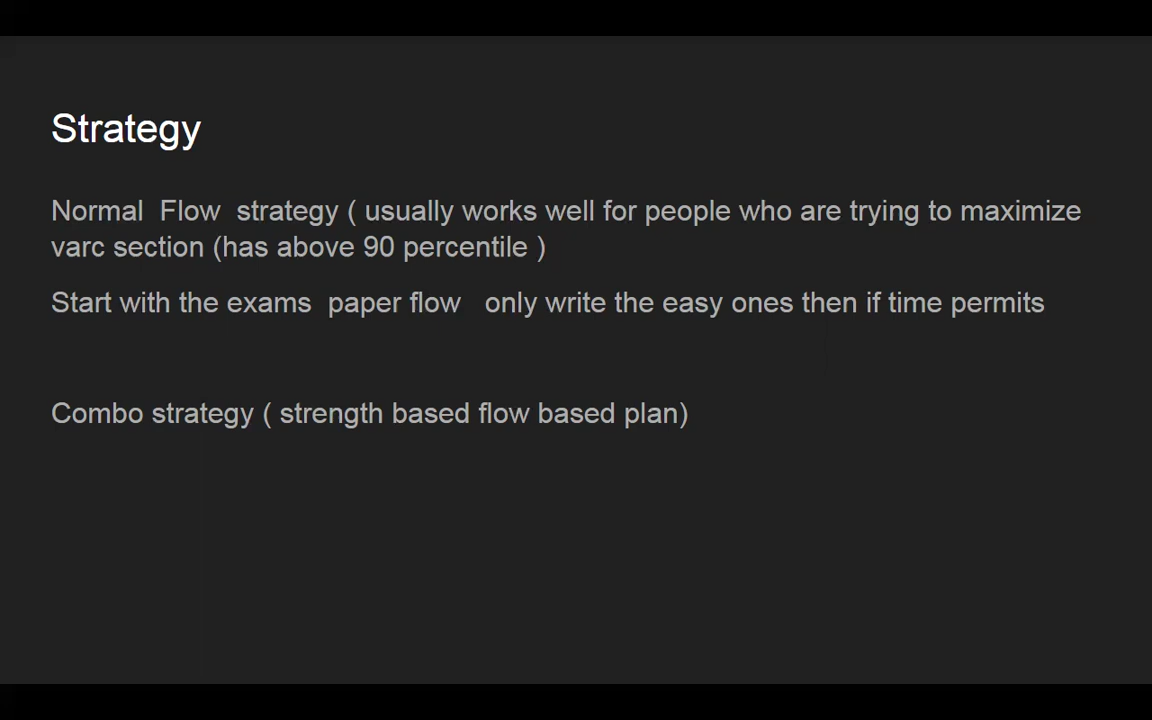 Strategy
Normal Flow strategy ( usually works well for people who are trying to maximize
varc section (has above 90 percentile )
Start with the exams paper flow only write the easy ones then if time permits
Combo strategy ( strength based flow based plan)